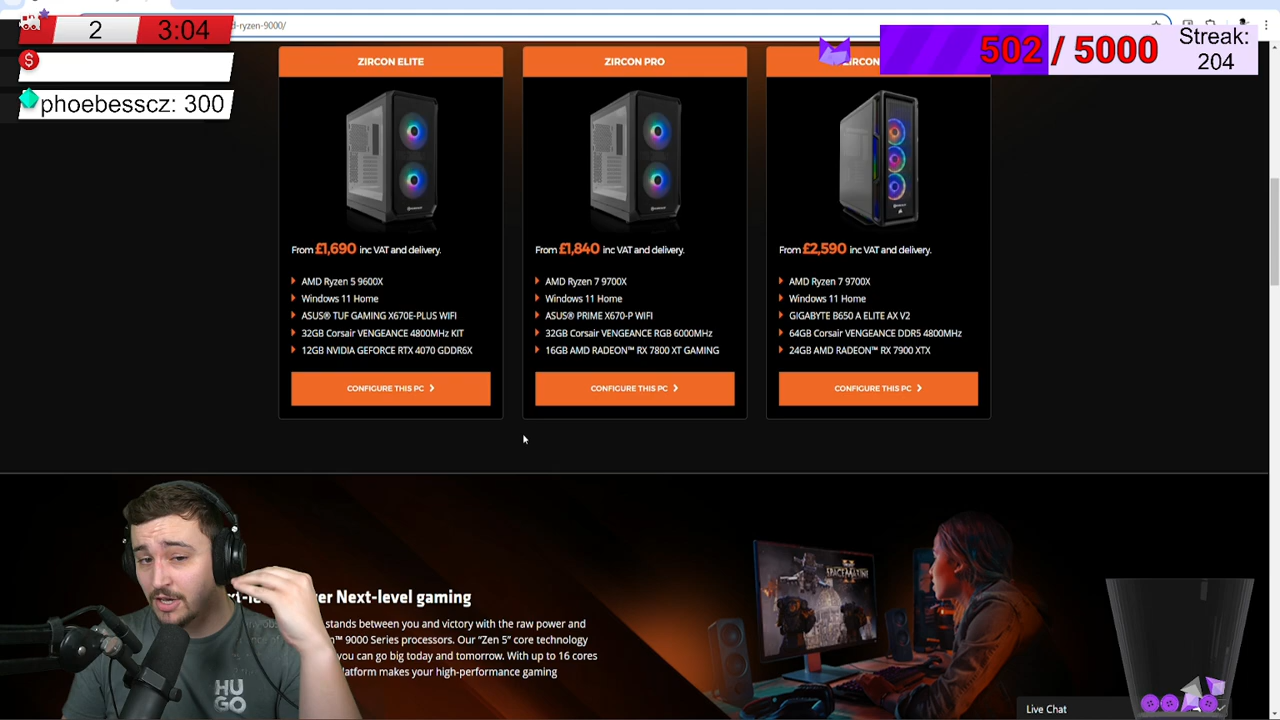 d-ryzen-9000/
2
3:04
phoebesscz: 300
502 / 5000
Streak:
204
ZIRCON ELITE
From £1,690 inc VAT and delivery.
AMD Ryzen 5 9600X
Windows 11 Home
ASUS® TUF GAMING X670E-PLUS WIFI
32GB Corsair VENGEANCE 4800MHz KIT
12GB NVIDIA GEFORCE RTX 4070 GDDR6X
CONFIGURE THIS PC
ZIRCON PRO
From £1,840 inc VAT and delivery.
AMD Ryzen 7 9700X
Windows 11 Home
ASUS® PRIME X670-P WIFI
32GB Corsair VENGEANCE RGB 6000MHz
16GB AMD RADEON™ RX 7800 XT GAMING
CONFIGURE THIS PC
ZIRCON
From £2,590 inc VAT and delivery.
AMD Ryzen 7 9700X
Windows 11 Home
GIGABYTE B650 A ELITE AX V2
64GB Corsair VENGEANCE DDR5 4800MHz
24GB AMD RADEON™ RX 7900 XTX
CONFIGURE THIS PC
Next-level gaming
stands between you and victory with the raw power and
™ 9000 Series processors. Our “Zen 5” core technology
you can go big today and tomorrow. With up to 16 cores
platform makes your high-performance gaming
SPACE MARINE
HU
GO
Live Chat